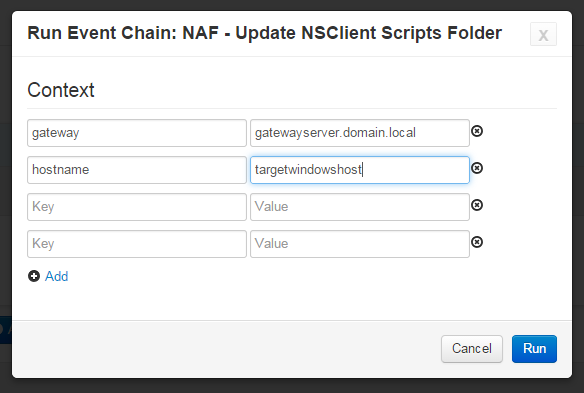 Run Event Chain: NAF - Update NSClient Scripts Folder
x
Context
gateway gatewayserver.domain.local
hostname targetwindowshost
Key Value
Key Value
Add
Cancel Run